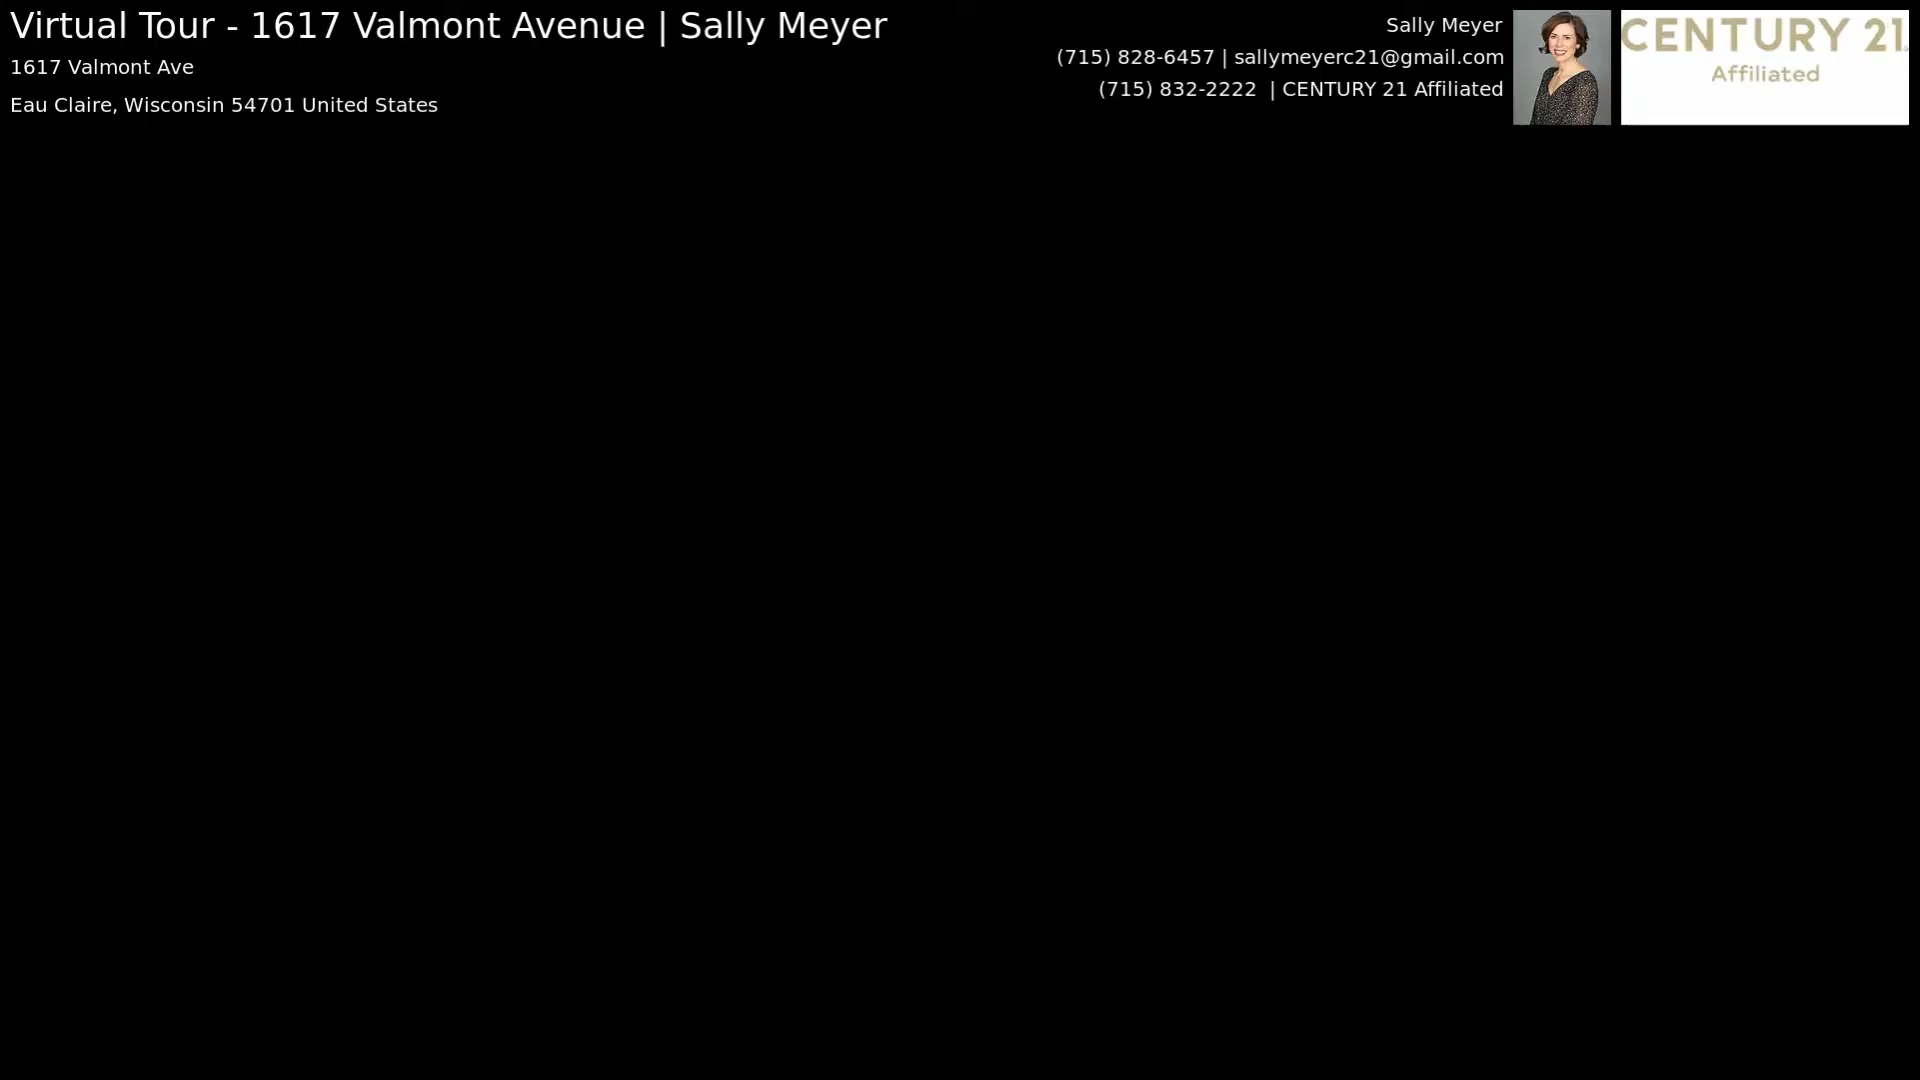 Virtual Tour - 1617 Valmont Avenue | Sally Meyer
1617 Valmont Ave
Eau Claire, Wisconsin 54701 United States
Sally Meyer
(715) 828-6457 | sallymeyerc21@gmail.com
(715) 832-2222 | CENTURY 21 Affiliated
CENTURY 21
Affiliated